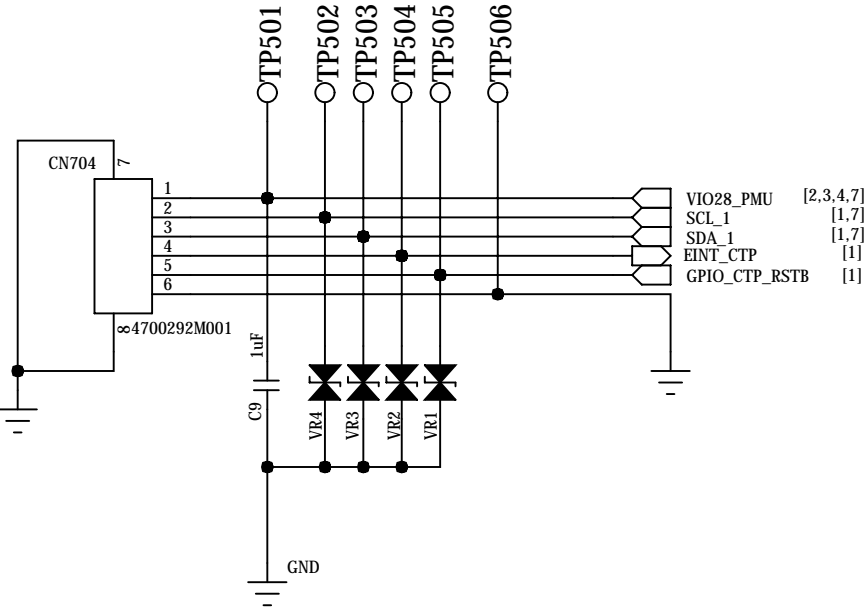 TP501
TP502
TP503
TP504
TP505
TP506
CN704
7
1
2
3
4
5
6
8
4700292M001
VIO28_PMU [2,3,4,7]
SCL_1 [1,7]
SDA_1 [1,7]
EINT_CTP [1]
GPIO_CTP_RSTB [1]
1uF
C9
VR4
VR3
VR2
VR1
GND